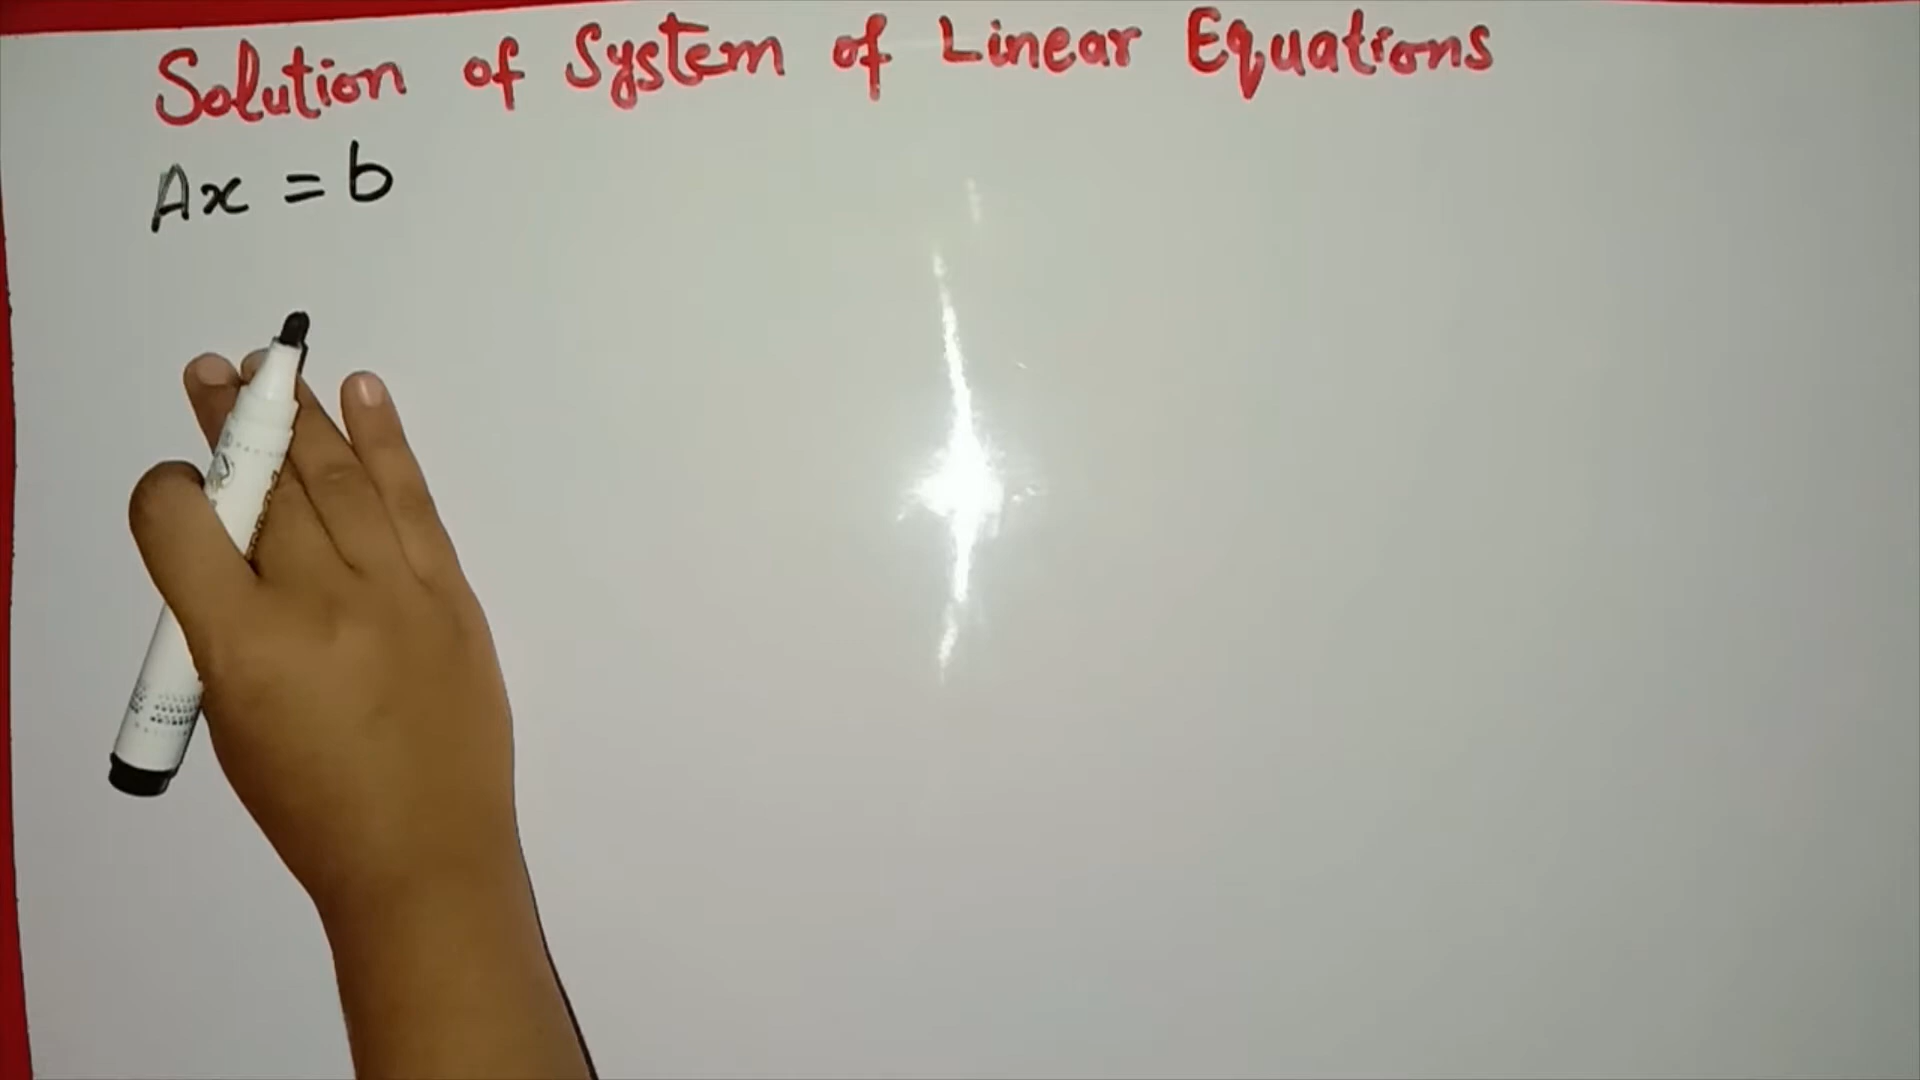 Solution of System of Linear Equations
Ax = b